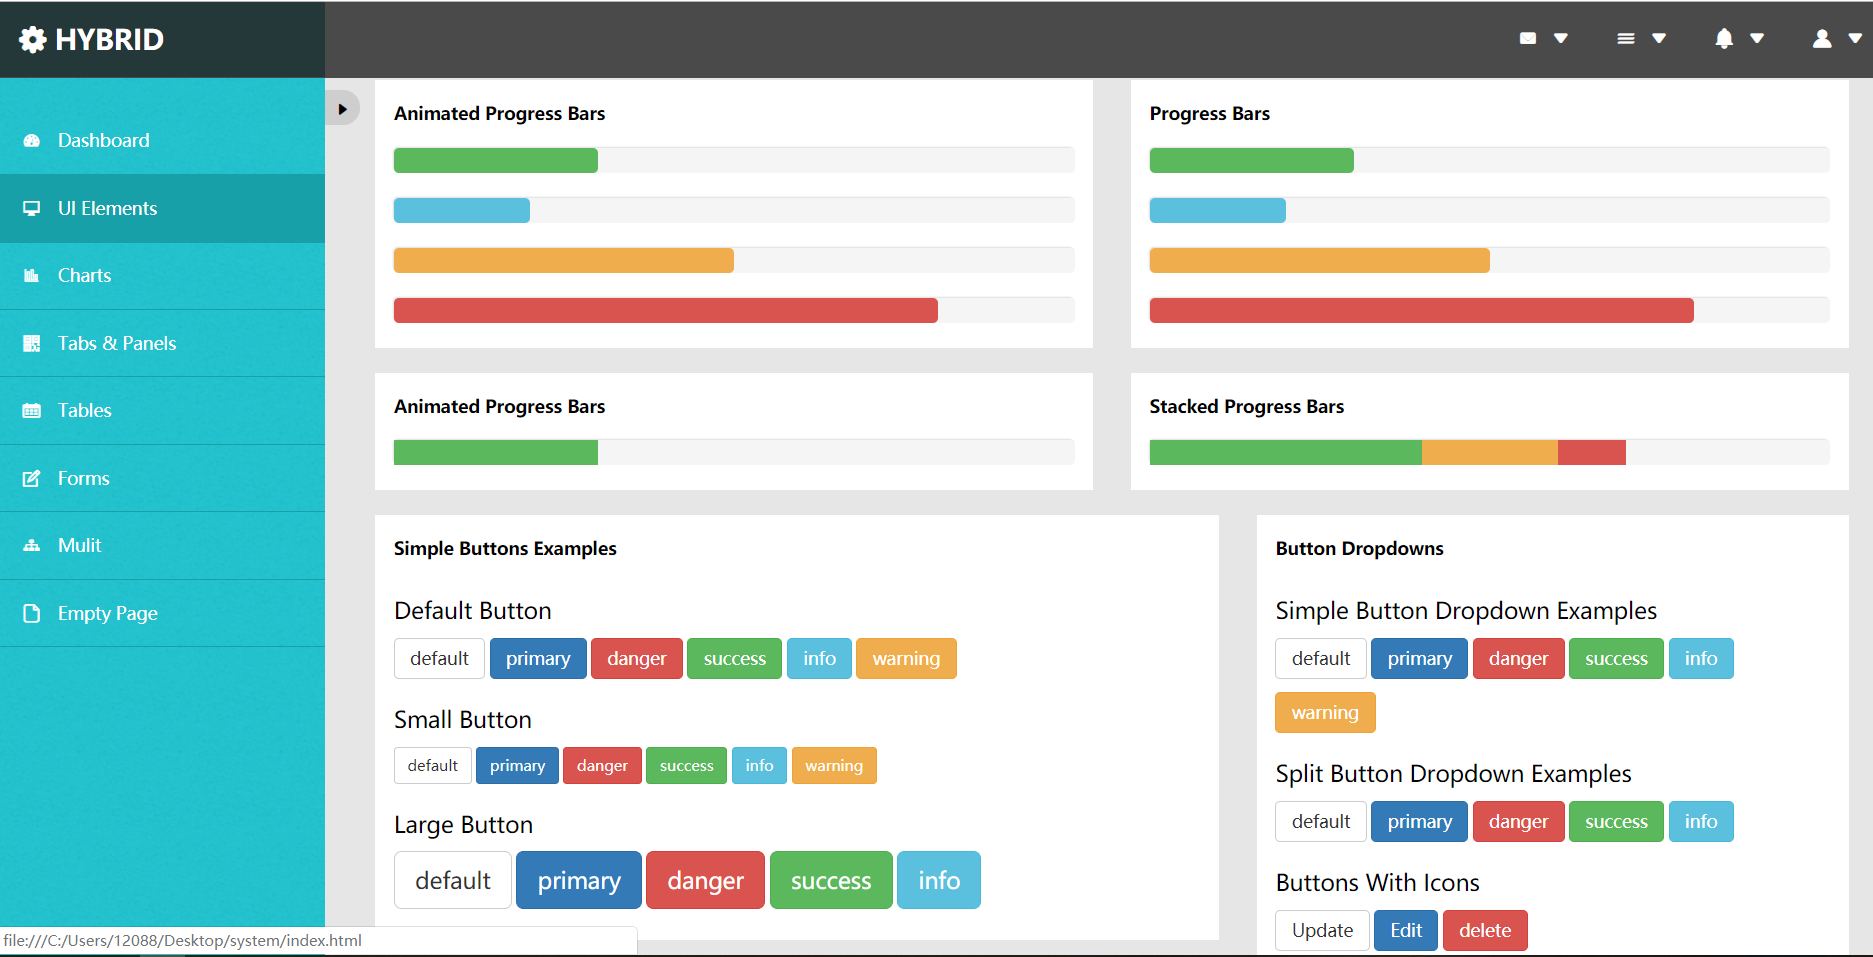 HYBRID
Dashboard
UI Elements
Charts
Tabs & Panels
Tables
Forms
Mulit
Empty Page
Animated Progress Bars
Progress Bars
Animated Progress Bars
Stacked Progress Bars
Simple Buttons Examples
Default Button
default primary danger success info warning
Small Button
default primary danger success info warning
Large Button
default primary danger success info
Button Dropdowns
Simple Button Dropdown Examples
default primary danger success info
warning
Split Button Dropdown Examples
default primary danger success info
Buttons With Icons
Update Edit delete
file:///C:/Users/12088/Desktop/system/index.html